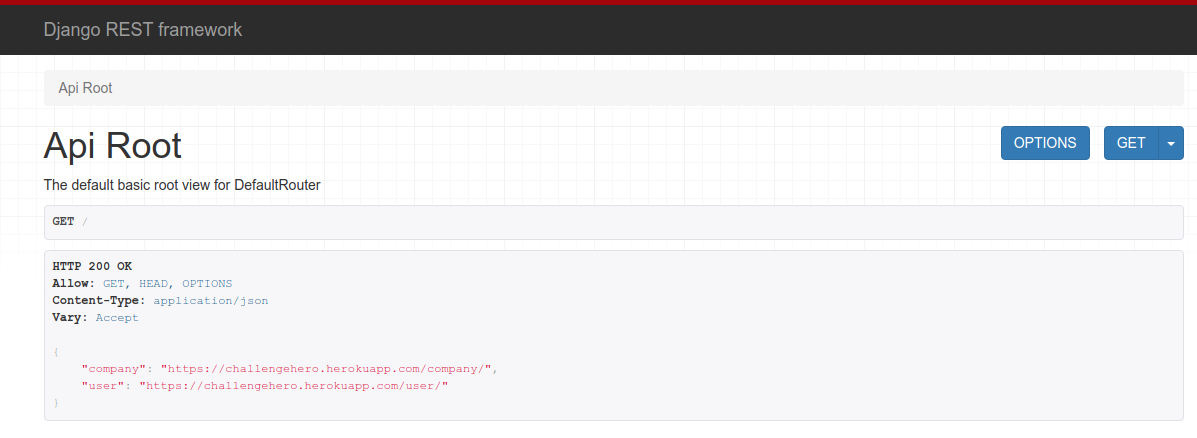 Django REST framework
Api Root
Api Root
OPTIONS
GET
The default basic root view for DefaultRouter
GET /
HTTP 200 OK
Allow: GET, HEAD, OPTIONS
Content-Type: application/json
Vary: Accept
{
    "company": "https://challengehero.herokuapp.com/company/",
    "user": "https://challengehero.herokuapp.com/user/"
}